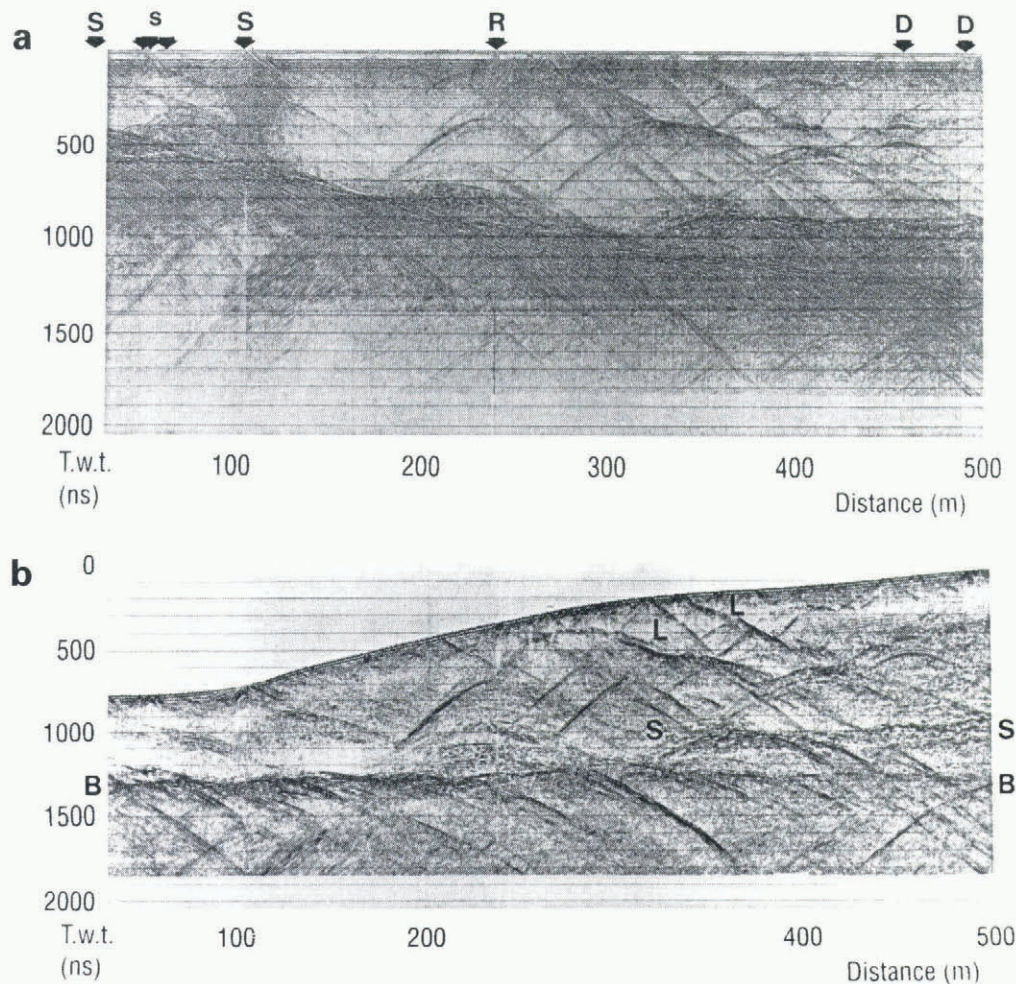 S s S R D D
a
500
1000
1500
2000
T.w.t. 100 200 300 400 500
(ns)
Distance (m)
b 0
L
L
500
1000 S S
B B
1500
2000
T.w.t. 100 200 400 500
(ns)
Distance (m)